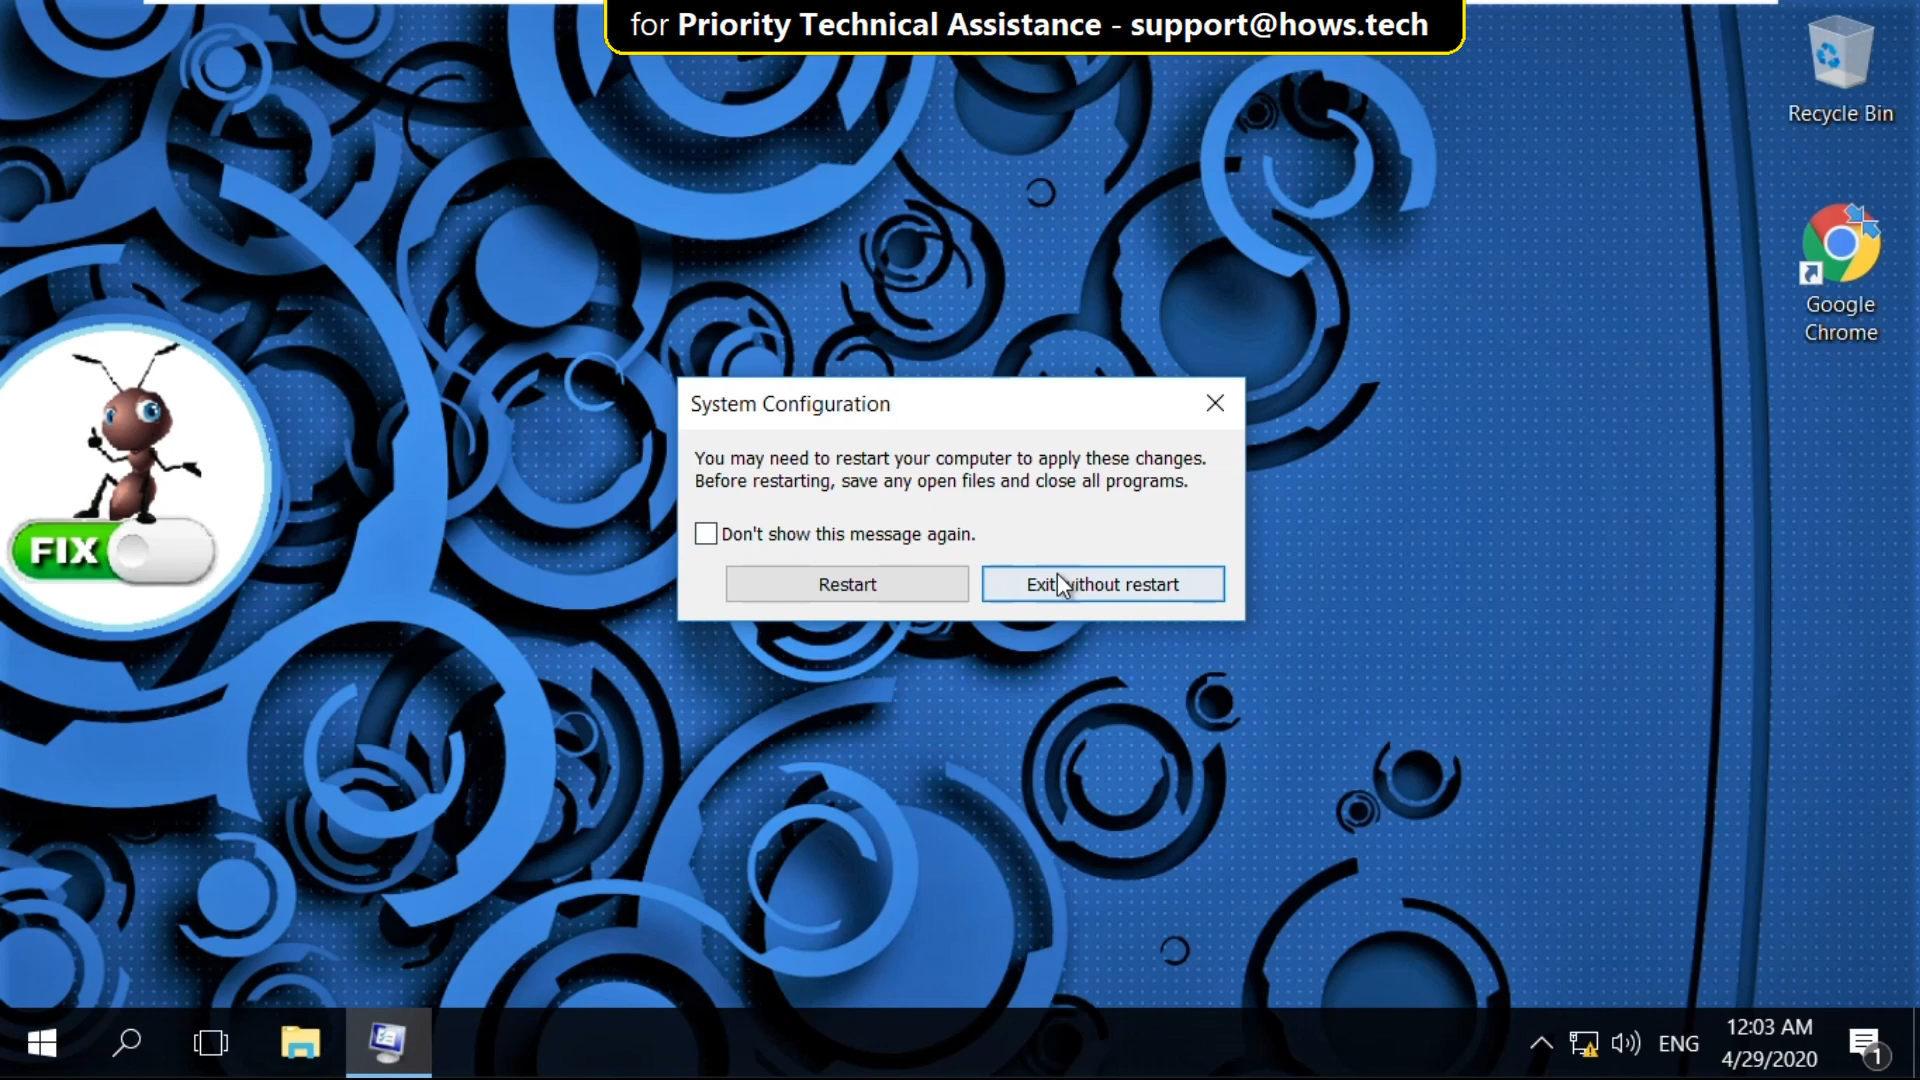 for Priority Technical Assistance - support@hows.tech
Recycle Bin
Google
Chrome
System Configuration
You may need to restart your computer to apply these changes.
Before restarting, save any open files and close all programs.
Don't show this message again.
Restart
Exit without restart
FIX
ENG
12:03 AM
4/29/2020
1